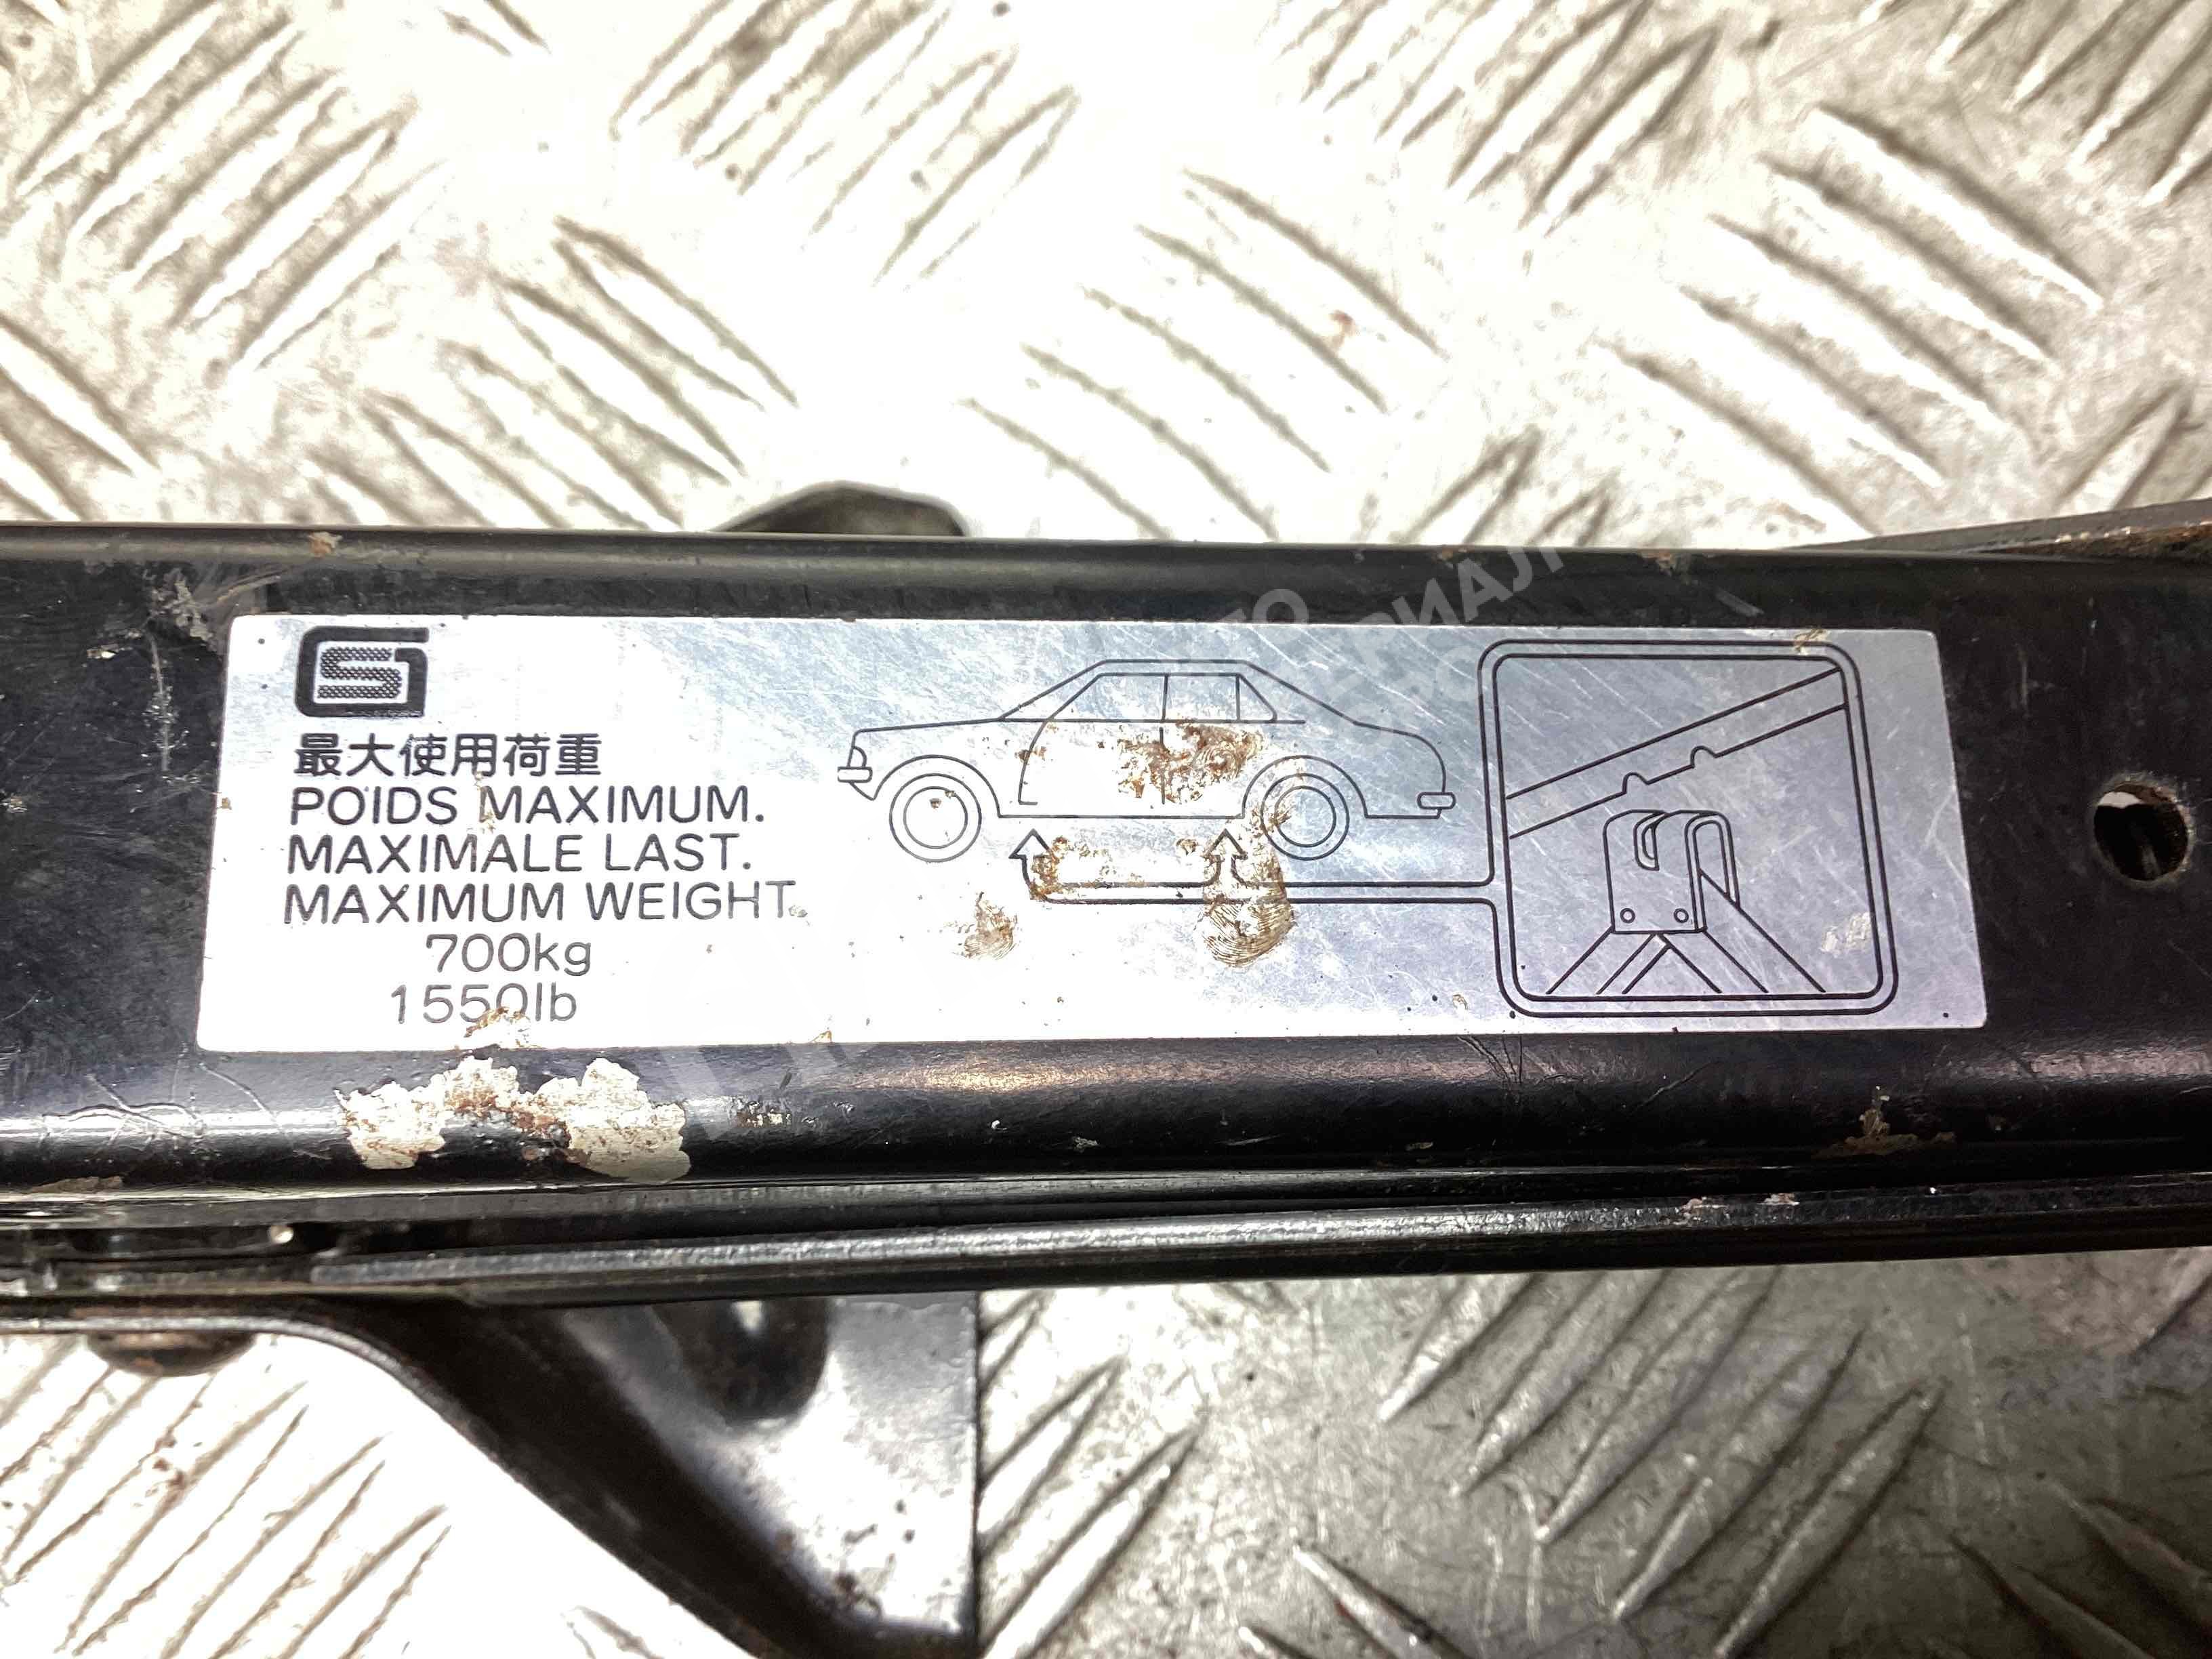 最大使用荷重
POIDS MAXIMUM.
MAXIMALE LAST.
MAXIMUM WEIGHT.
700kg
1550lb